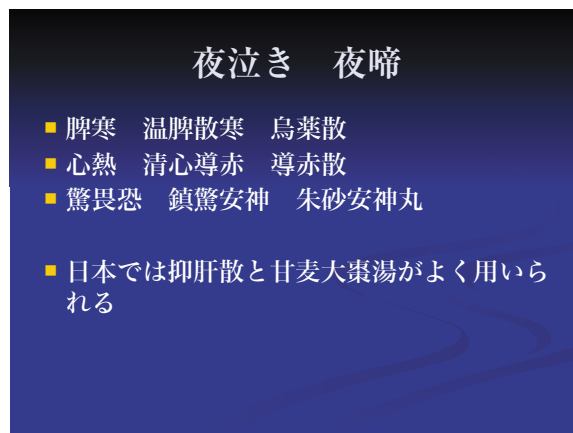 夜泣き　夜啼
脾寒　温脾散寒　烏薬散
心熱　清心導赤　導赤散
驚畏恐　鎮驚安神　朱砂安神丸
日本では抑肝散と甘麦大棗湯がよく用いら
れる